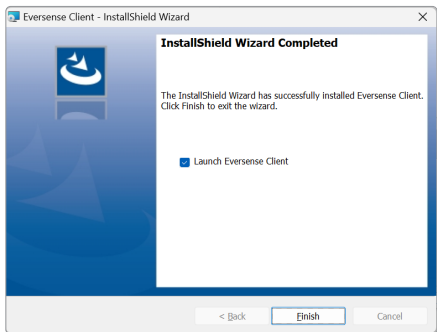 Eversense Client - InstallShield Wizard
InstallShield Wizard Completed
The InstallShield Wizard has successfully installed Eversense Client.
Click Finish to exit the wizard.
Launch Eversense Client
< Back
Finish
Cancel